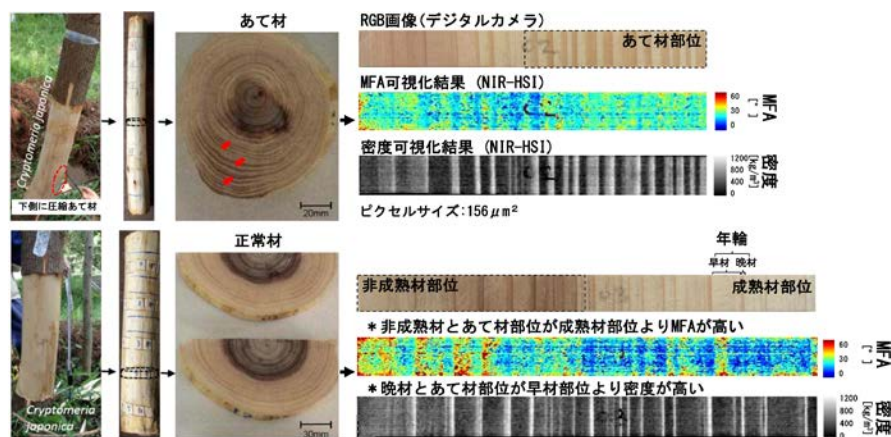 あて材
RGB画像(デジタルカメラ)
あて材部位
Cryptomeria japonica
下側に圧縮あて材
20mm
MFA可視化結果 (NIR-HSI)
60
30
0
MFA
[°]
密度可視化結果 (NIR-HSI)
1200
800
400
0
密度
[kg/m³]
ピクセルサイズ:156μm²
正常材
年輪
早材 晩材
非成熟材部位
成熟材部位
Cryptomeria
japonica
30mm
*非成熟材とあて材部位が成熟材部位よりMFAが高い
60
30
0
MFA
[°]
*晩材とあて材部位が早材部位より密度が高い
1200
800
400
0
密度
[kg/m³]